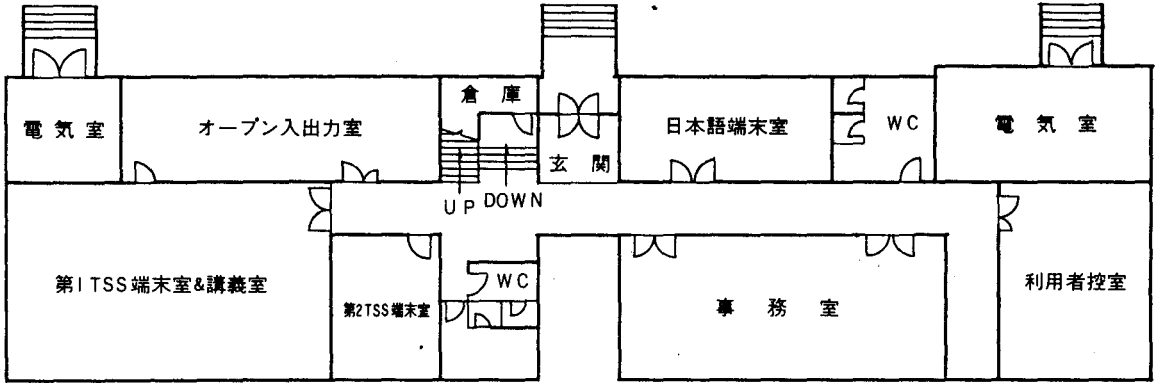 倉庫
電気室
オープン入出力室
日本語端末室
WC
電気室
玄関
UP
DOWN
第1TSS端末室&講義室
第2TSS端末室
WC
事務室
利用者控室